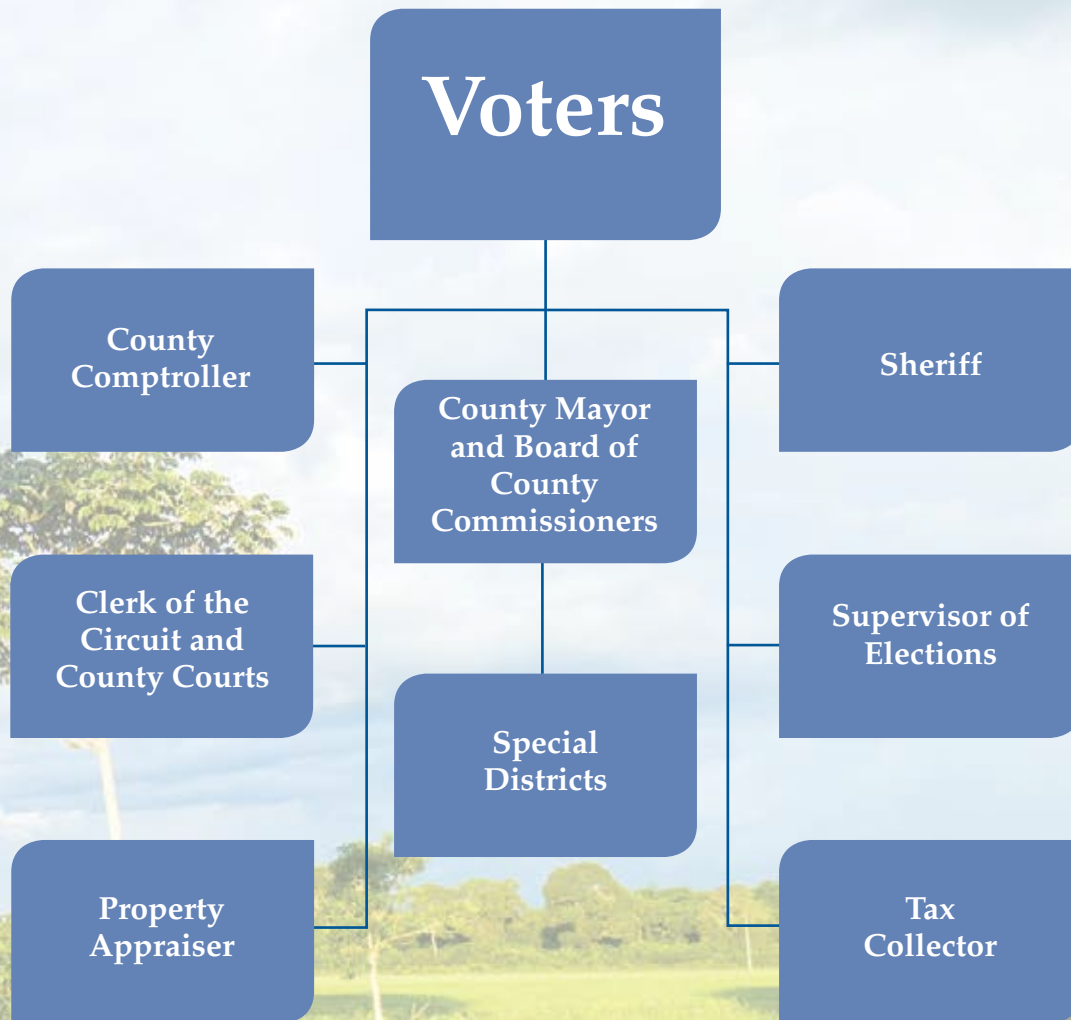 Voters
County
Comptroller
Sheriff
County Mayor
and Board of
County
Commissioners
Clerk of the
Circuit and
County Courts
Supervisor of
Elections
Special
Districts
Property
Appraiser
Tax
Collector